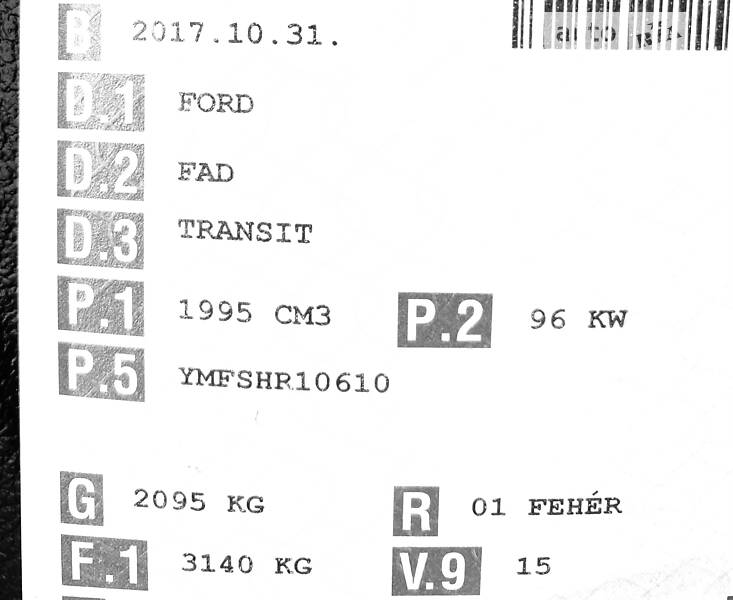 B 2017.10.31.
D.1 FORD
D.2 FAD
D.3 TRANSIT
P.1 1995 CM3 P.2 96 KW
P.5 YMFSHR10610
G 2095 KG R 01 FEHÉR
F.1 3140 KG V.9 15